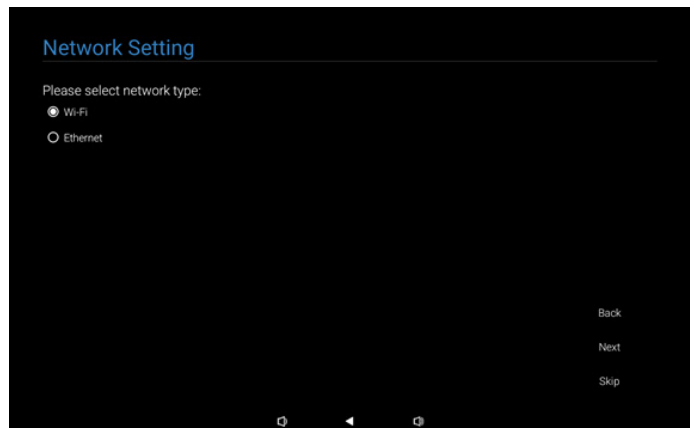 Network Setting
Please select network type:
Wi-Fi
Ethernet
Back
Next
Skip